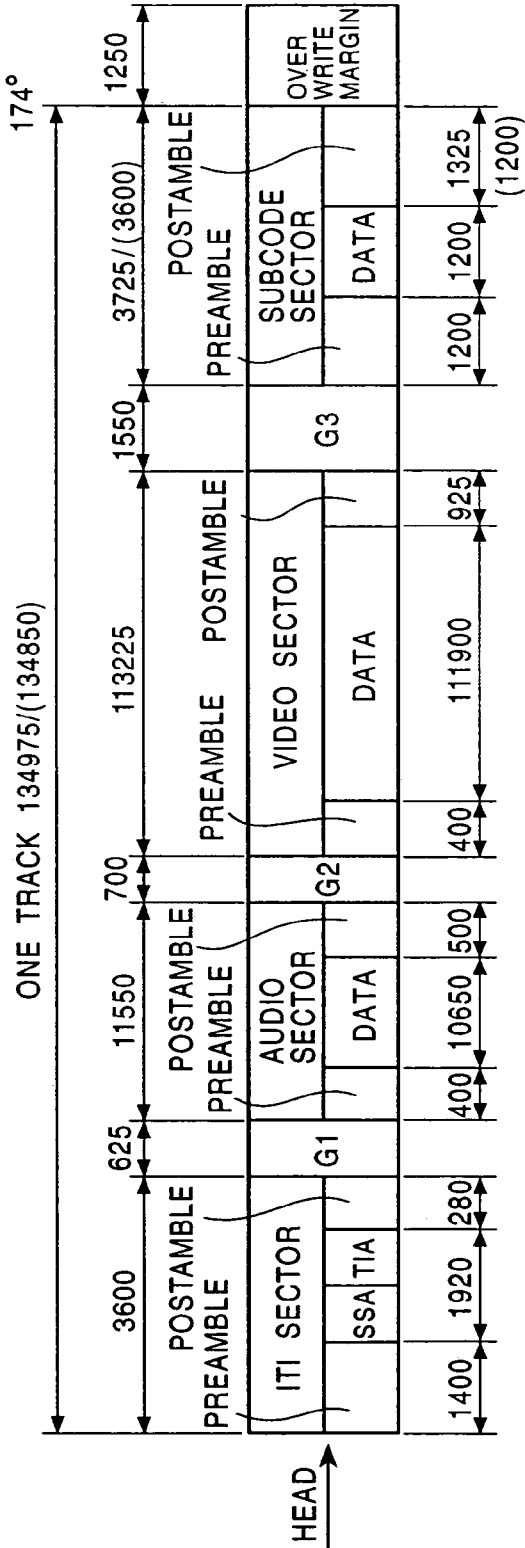 ONE TRACK 134975/(134850)
174°
3600
625
11550
700
113225
1550
3725/(3600)
1250
POSTAMBLE
PREAMBLE
POSTAMBLE
PREAMBLE
PREAMBLE
POSTAMBLE
PREAMBLE
POSTAMBLE
HEAD
ITI SECTOR
SSA
TIA
G1
AUDIO
SECTOR
DATA
G2
VIDEO SECTOR
DATA
G3
SUBCODE
SECTOR
DATA
OVER
WRITE
MARGIN
1400
1920
280
400
10650
500
400
111900
925
1200
1200
1325
(1200)